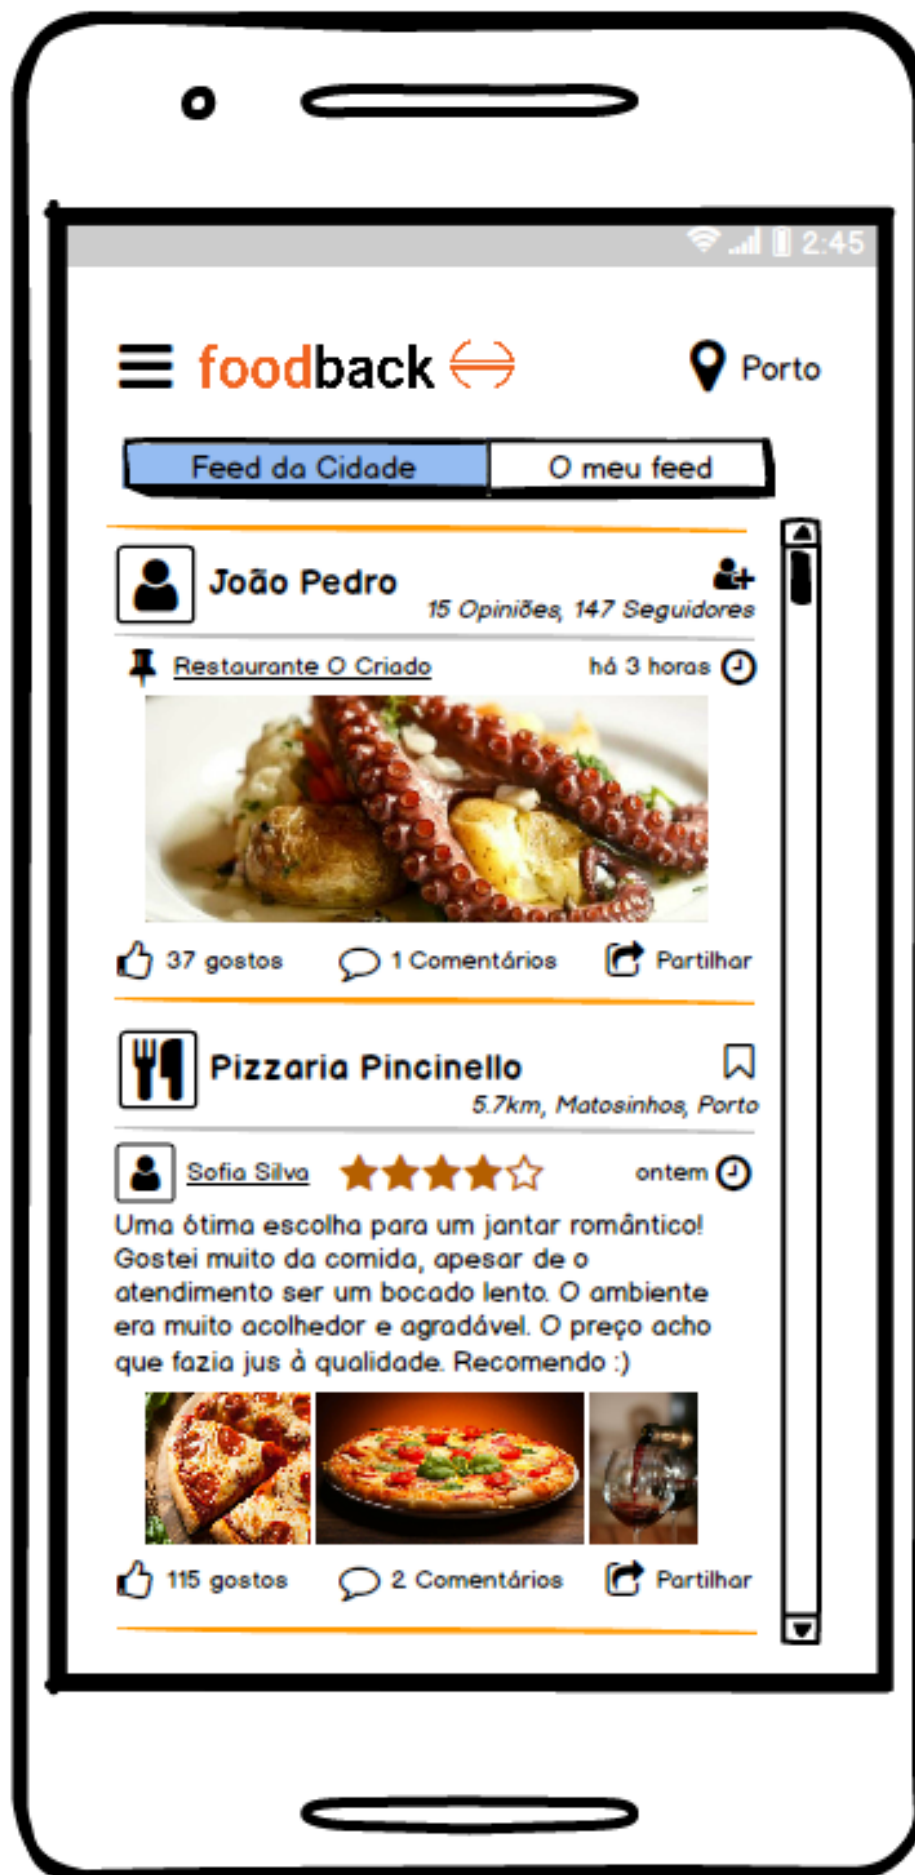 2:45
foodback Porto
Feed da Cidade O meu feed
João Pedro
15 Opiniões, 147 Seguidores
Restaurante O Criado há 3 horas
37 gostos 1 Comentários Partilhar
Pizzaria Pincinello
5.7km, Matosinhos, Porto
Sofia Silva ontem
Uma ótima escolha para um jantar romântico!
Gostei muito da comida, apesar de o
atendimento ser um bocado lento. O ambiente
era muito acolhedor e agradável. O preço acho
que fazia jus à qualidade. Recomendo :)
115 gostos 2 Comentários Partilhar